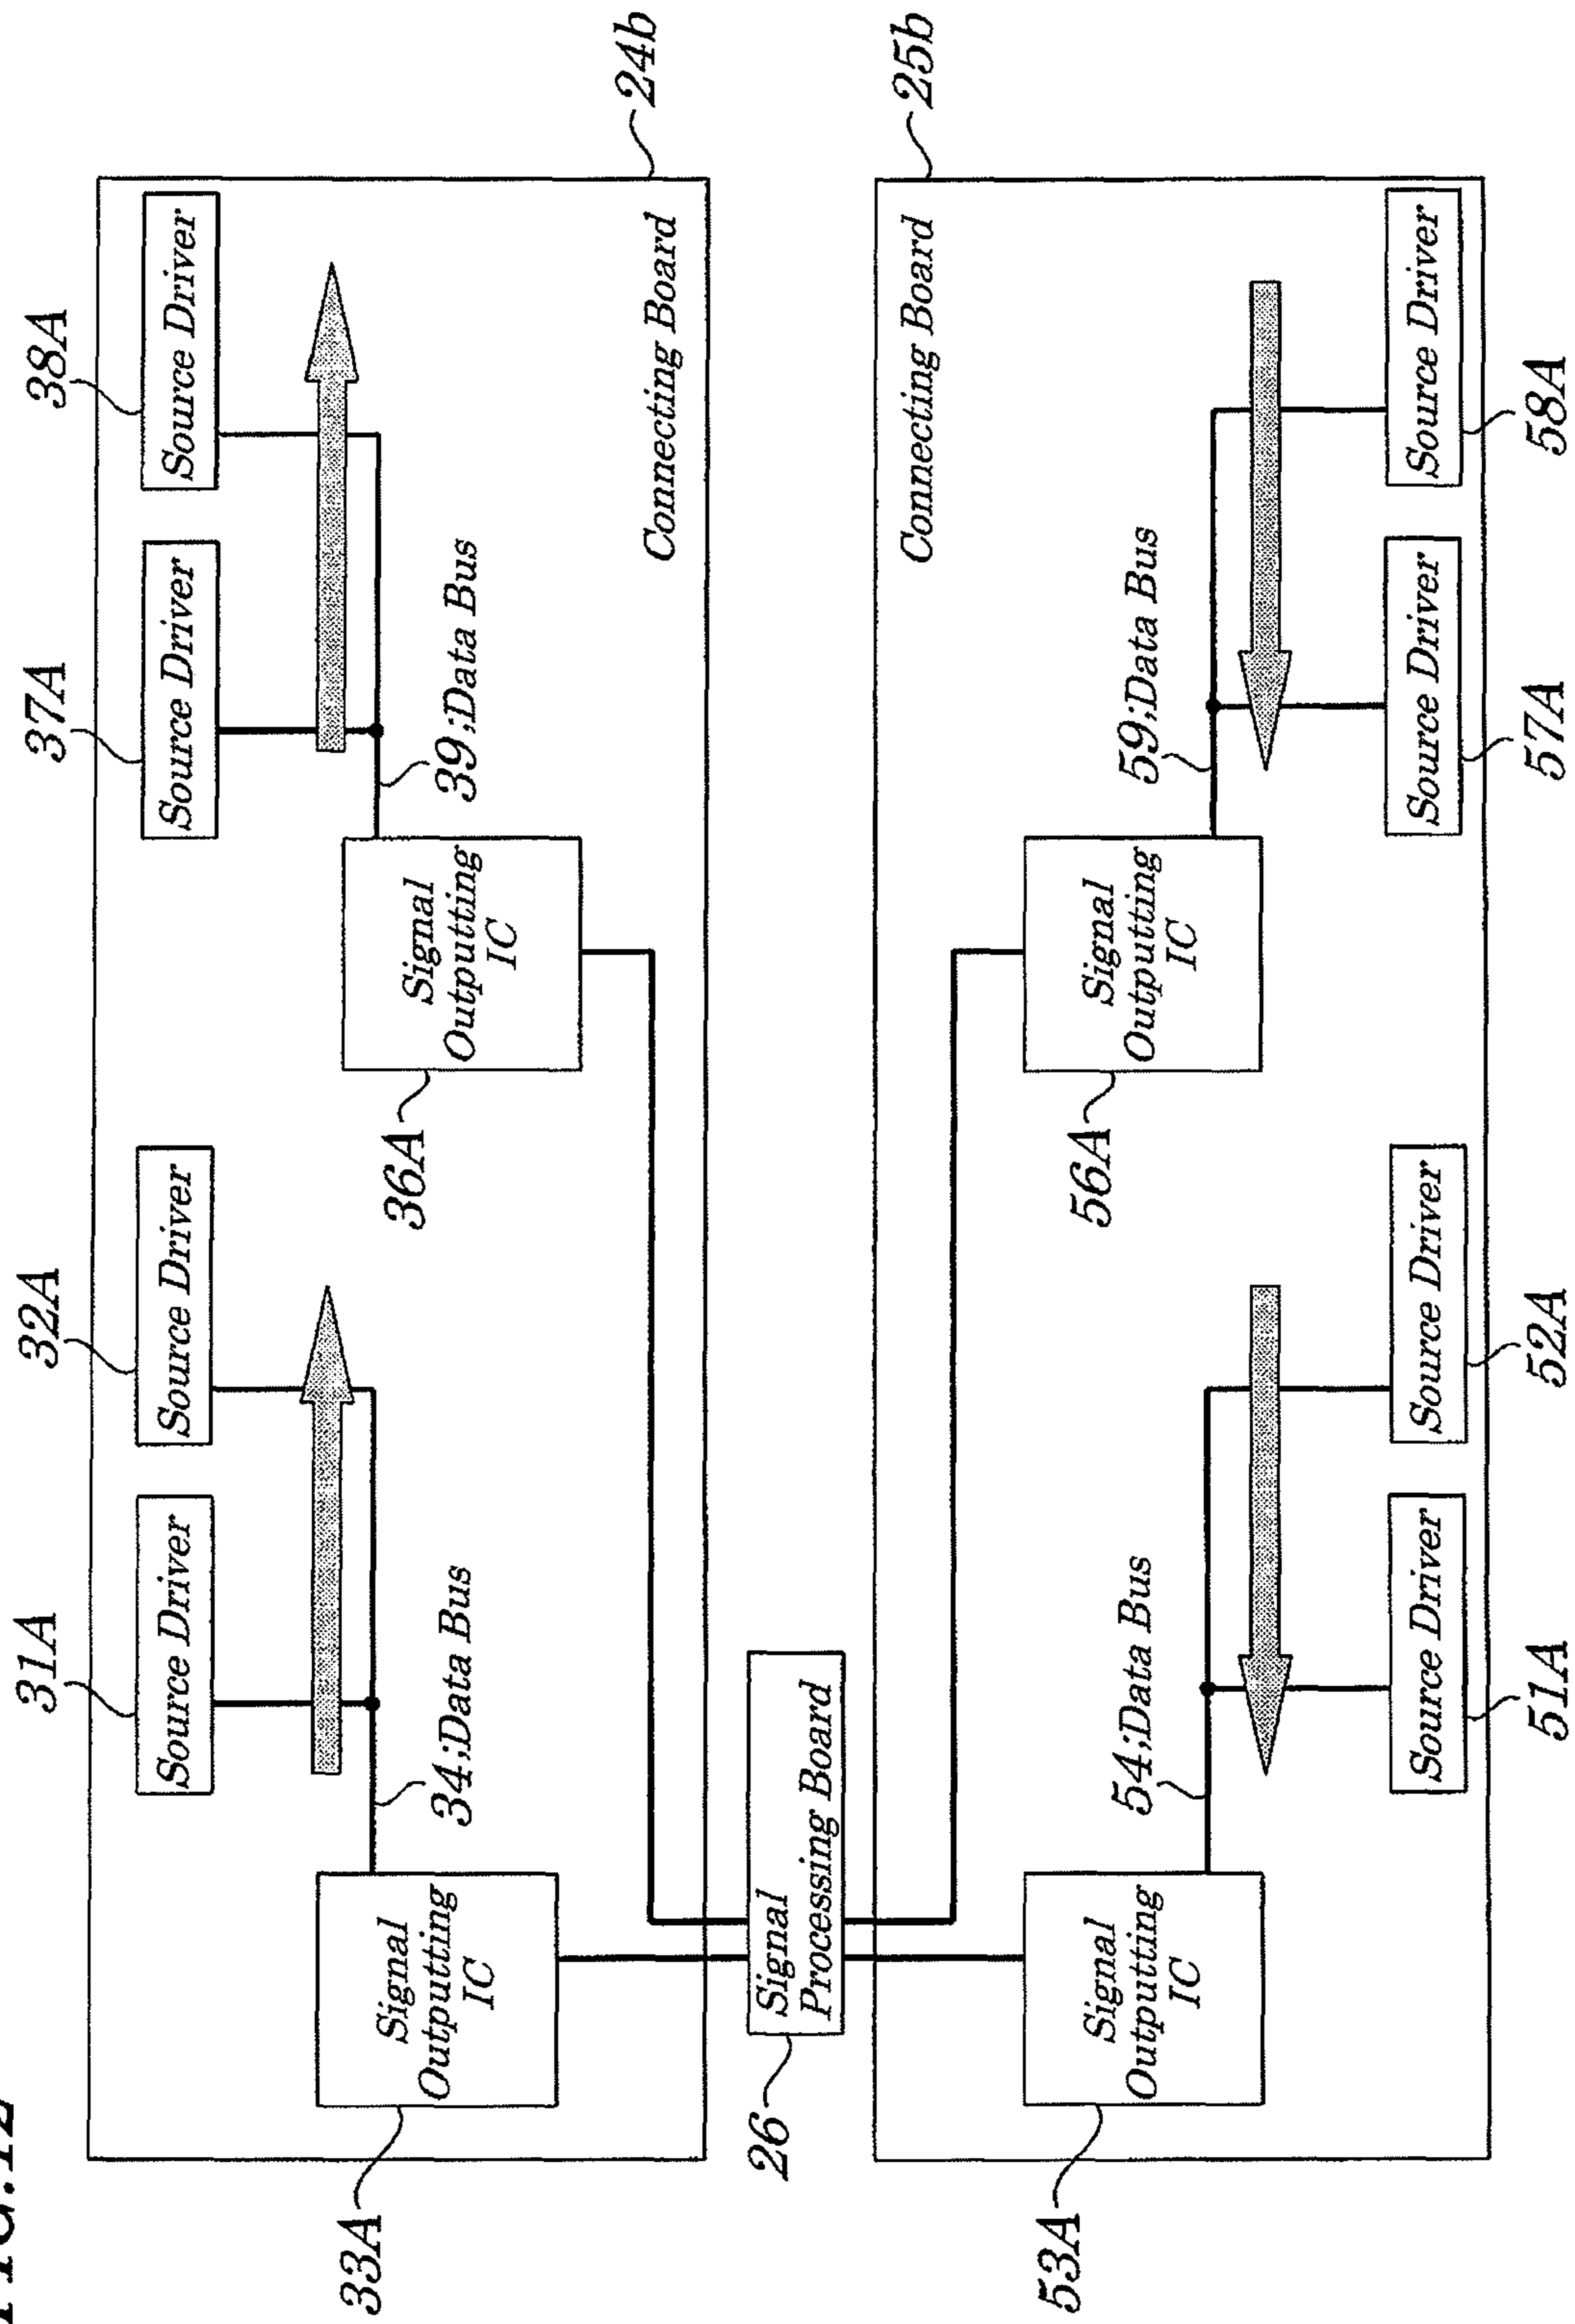 FIG.12
31A
32A
37A
38A
Source Driver
Source Driver
Source Driver
Source Driver
33A
Signal
Outputting
IC
34;Data Bus
36A
Signal
Outputting
IC
39;Data Bus
Connecting Board
24b
26
Signal
Processing Board
Connecting Board
25b
53A
Signal
Outputting
IC
54;Data Bus
56A
Signal
Outputting
IC
59;Data Bus
Source Driver
Source Driver
Source Driver
Source Driver
51A
52A
57A
58A